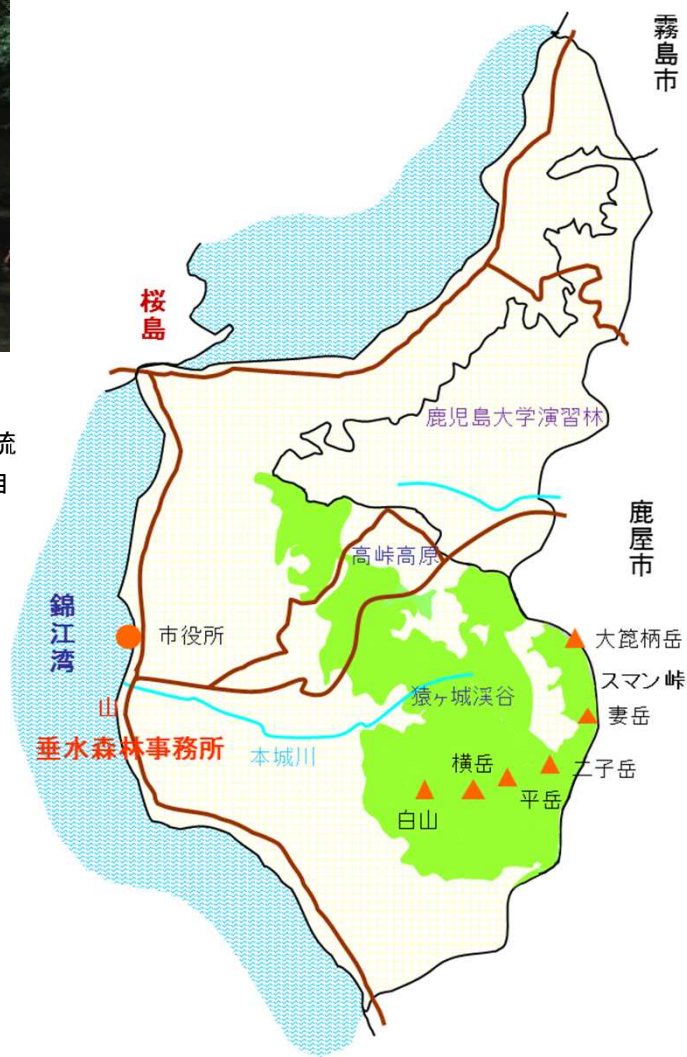 霧島市
桜島
流
鹿児島大学演習林
鹿屋市
高峠高原
錦江湾
市役所
大箆柄岳
スマン峠
猿ヶ城渓谷
山
妻岳
垂水森林事務所
本城川
横岳
二子岳
平岳
白山